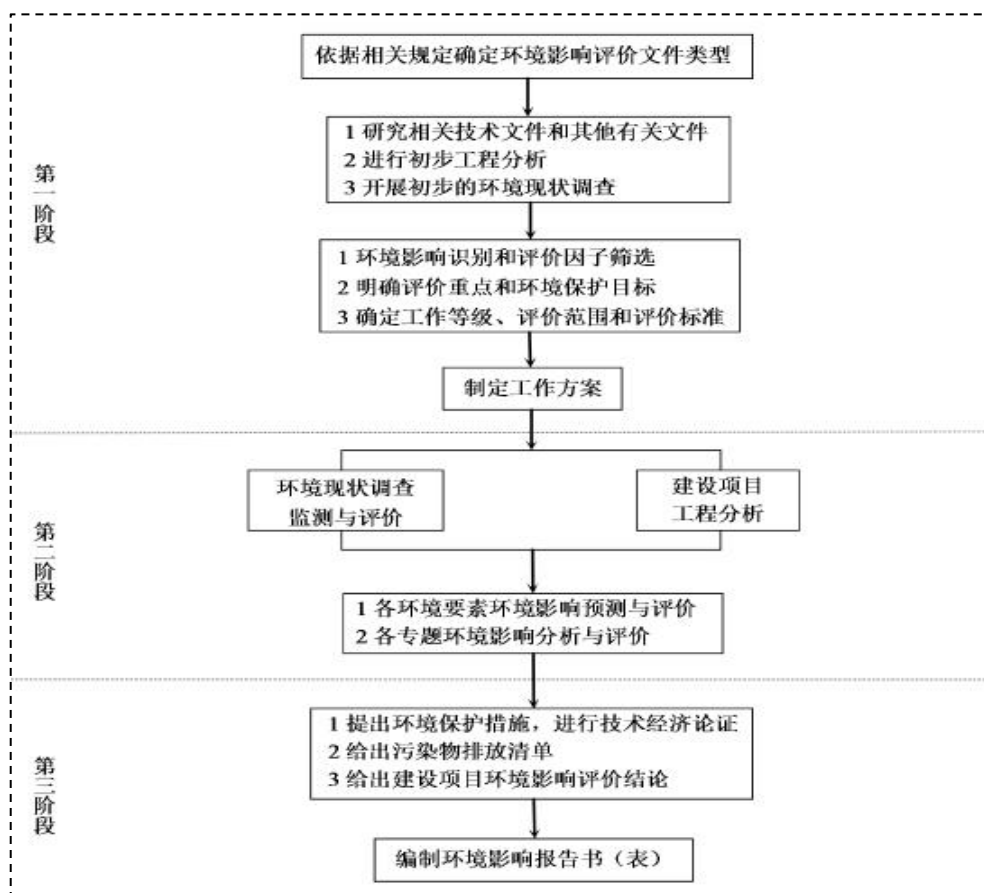 依据相关规定确定环境影响评价文件类型
1 研究相关技术文件和其他有关文件
2 进行初步工程分析
3 开展初步的环境现状调查
第一阶段
1 环境影响识别和评价因子筛选
2 明确评价重点和环境保护目标
3 确定工作等级、评价范围和评价标准
制定工作方案
环境现状调查
监测与评价
建设项目
工程分析
第二阶段
1 各环境要素环境影响预测与评价
2 各专题环境影响分析与评价
1 提出环境保护措施，进行技术经济论证
2 给出污染物排放清单
3 给出建设项目环境影响评价结论
第三阶段
编制环境影响报告书（表）